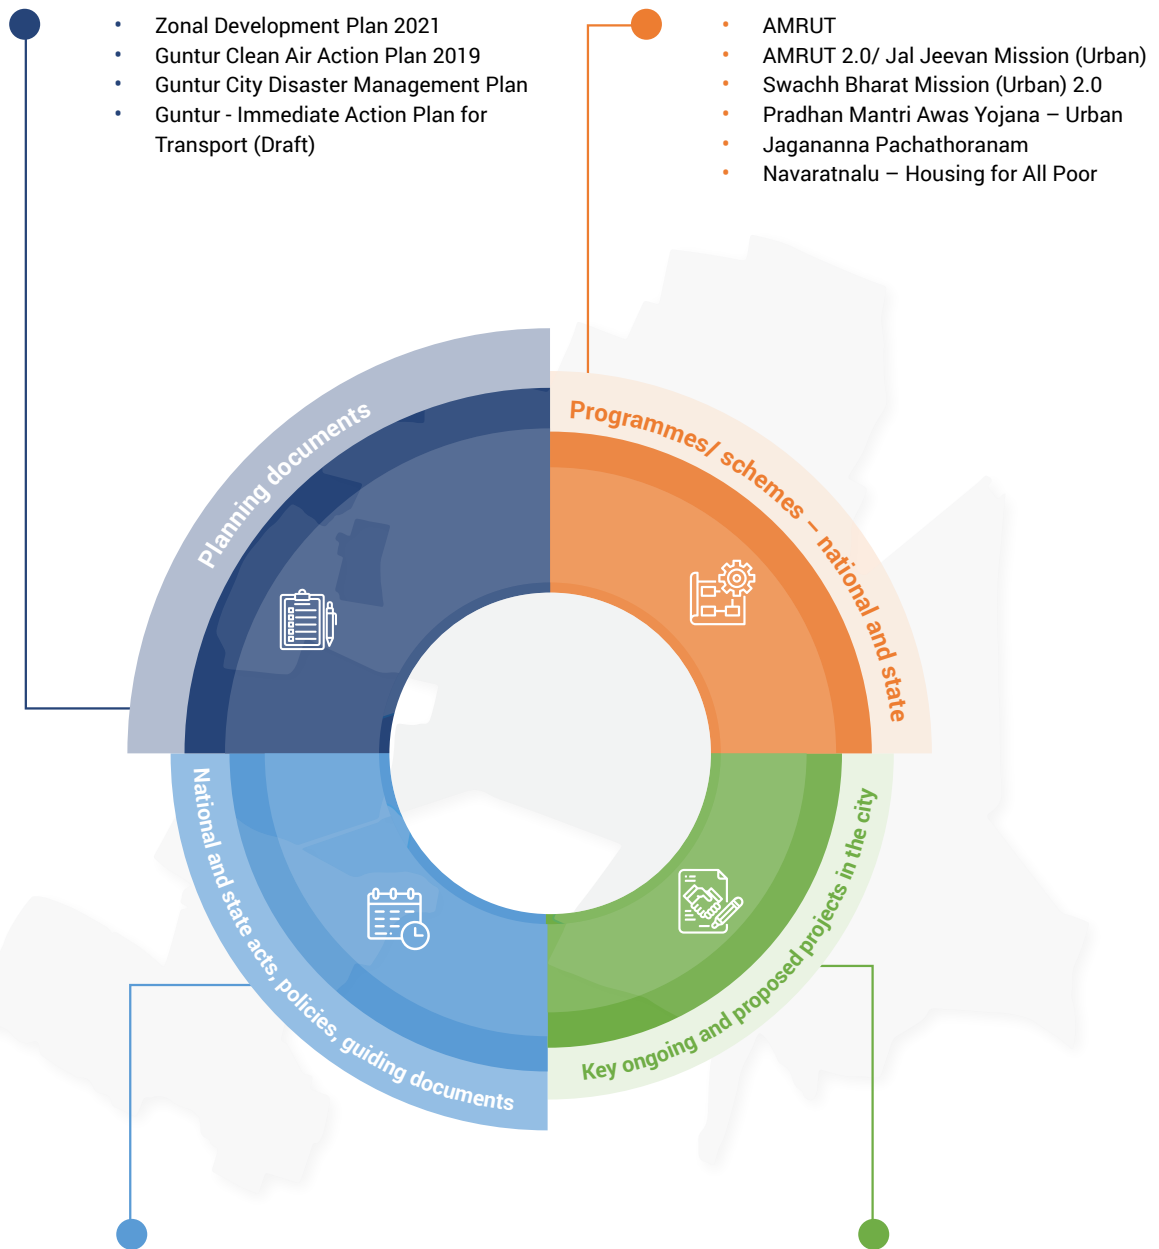 • Zonal Development Plan 2021
• Guntur Clean Air Action Plan 2019
• Guntur City Disaster Management Plan
• Guntur - Immediate Action Plan for
Transport (Draft)
• AMRUT
• AMRUT 2.0/ Jal Jeevan Mission (Urban)
• Swachh Bharat Mission (Urban) 2.0
• Pradhan Mantri Awas Yojana – Urban
• Jagananna Pachathoranam
• Navaratnalu – Housing for All Poor
Planning documents
Programmes/ schemes – national and state
National and state acts, policies, guiding documents
Key ongoing and proposed projects in the city